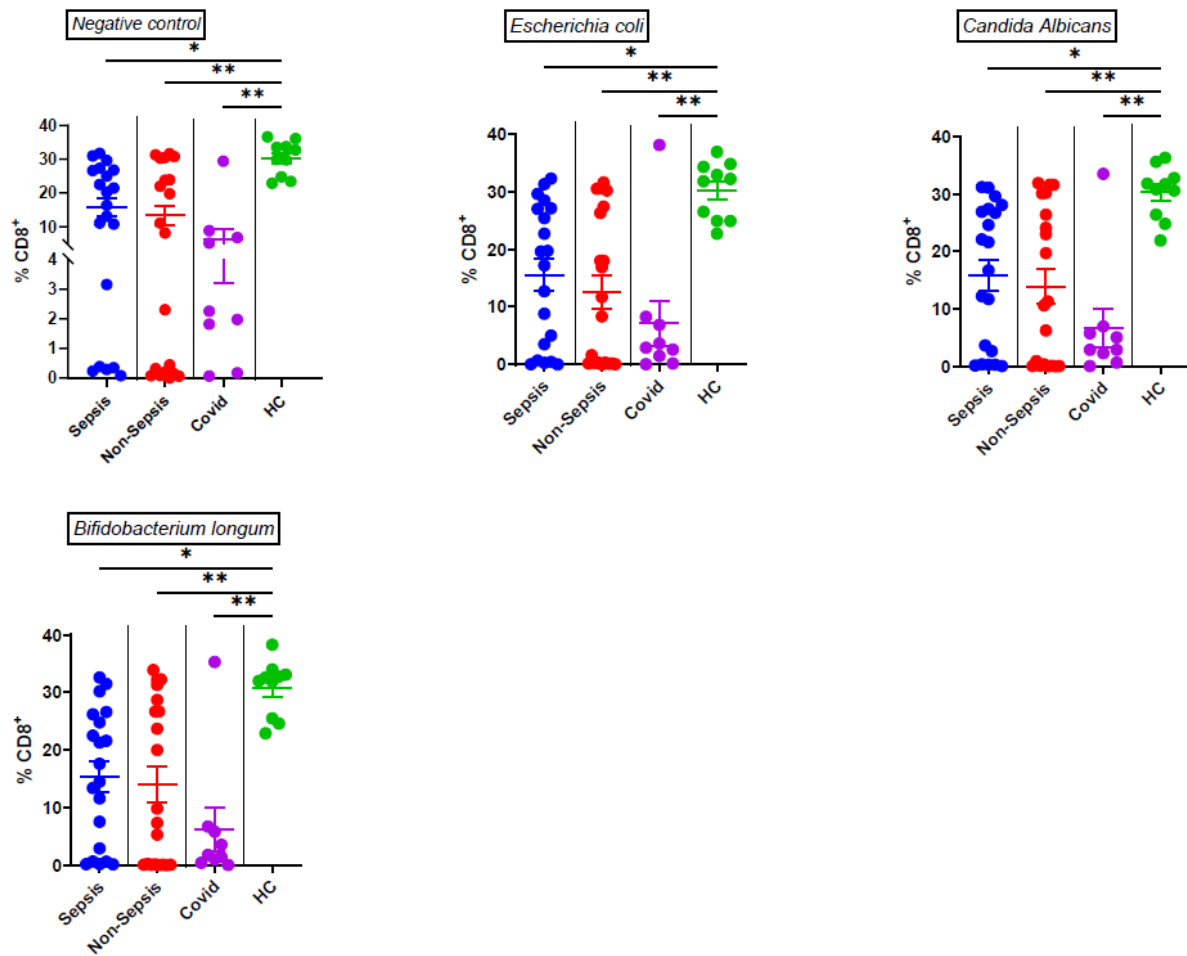 Negative control
*
**
**
% CD8+
40
30
20
10
4
3
2
1
0
Sepsis
Non-Sepsis
Covid
HC
Escherichia coli
*
**
**
% CD8+
40
30
20
10
0
Sepsis
Non-Sepsis
Covid
HC
Candida Albicans
*
**
**
% CD8+
40
30
20
10
0
Sepsis
Non-Sepsis
Covid
HC
Bifidobacterium longum
*
**
**
% CD8+
40
30
20
10
0
Sepsis
Non-Sepsis
Covid
HC